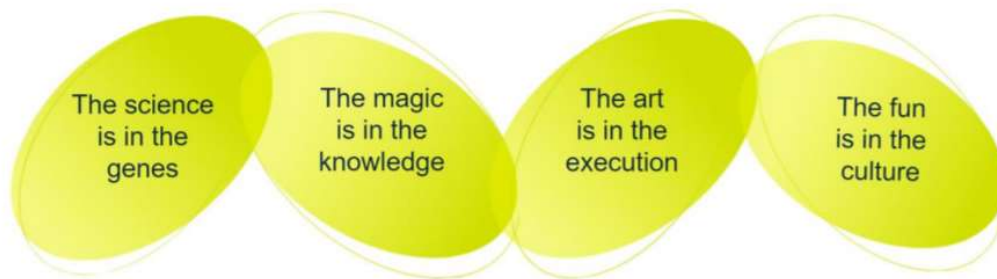 The science
is in the
genes
The magic
is in the
knowledge
The art
is in the
execution
The fun
is in the
culture